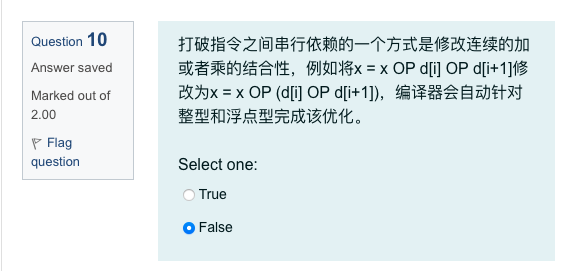 Question 10
Answer saved
Marked out of
2.00
Flag
question
打破指令之间串行依赖的一个方式是修改连续的加
或者乘的结合性，例如将x = x OP d[i] OP d[i+1]修
改为x = x OP (d[i] OP d[i+1])，编译器会自动针对
整型和浮点型完成该优化。
Select one:
True
False